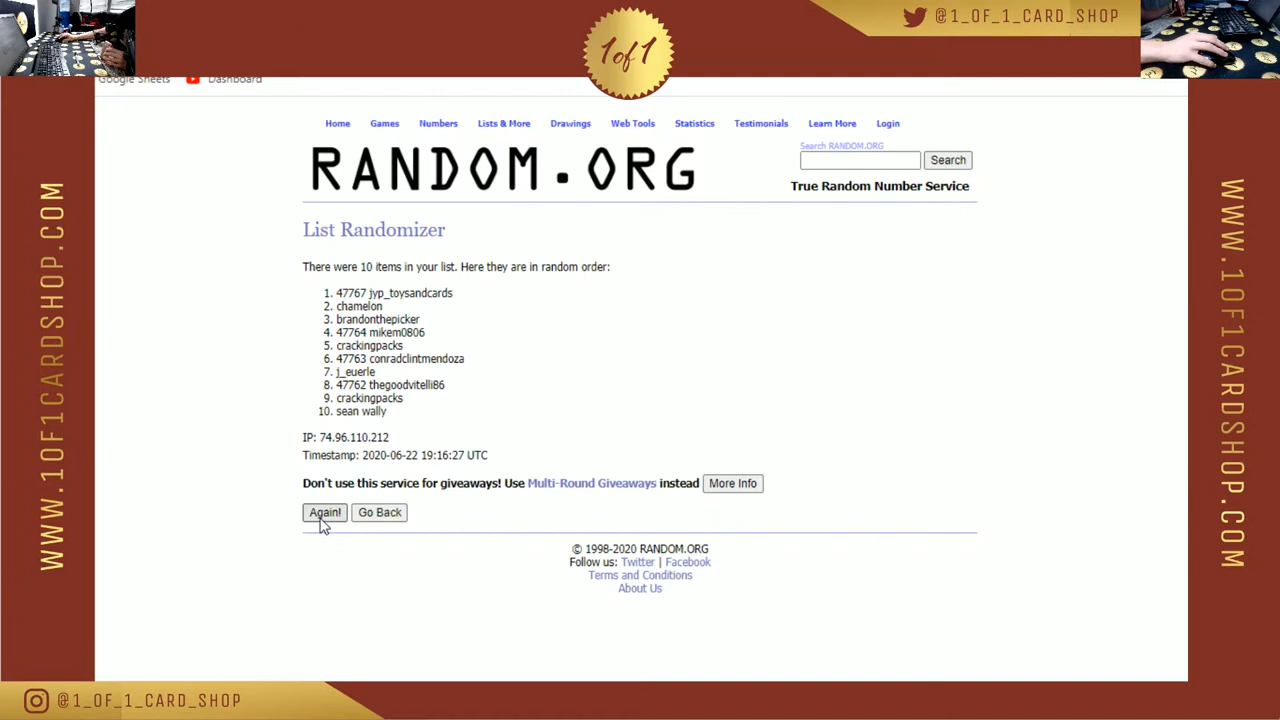 1of1
@1_OF_1_CARD_SHOP
Google Sheets Dashboard
Home Games Numbers Lists & More Drawings Web Tools Statistics Testimonials Learn More Login
RANDOM.ORG
Search RANDOM.ORG
Search
True Random Number Service
List Randomizer
There were 10 items in your list. Here they are in random order:
1. 47767 jyp_toysandcards
2. chamelon
3. brandonthepicker
4. 47764 mikem0806
5. crackingpacks
6. 47763 conradclintmendoza
7. j_euerle
8. 47762 thegoodvitelli86
9. crackingpacks
10. sean wally
IP: 74.96.110.212
Timestamp: 2020-06-22 19:16:27 UTC
Don't use this service for giveaways! Use Multi-Round Giveaways instead More Info
Again! Go Back
© 1998-2020 RANDOM.ORG
Follow us: Twitter | Facebook
Terms and Conditions
About Us
WWW.1OF1CARDSHOP.COM
WWW.1OF1CARDSHOP.COM
@1_OF_1_CARD_SHOP